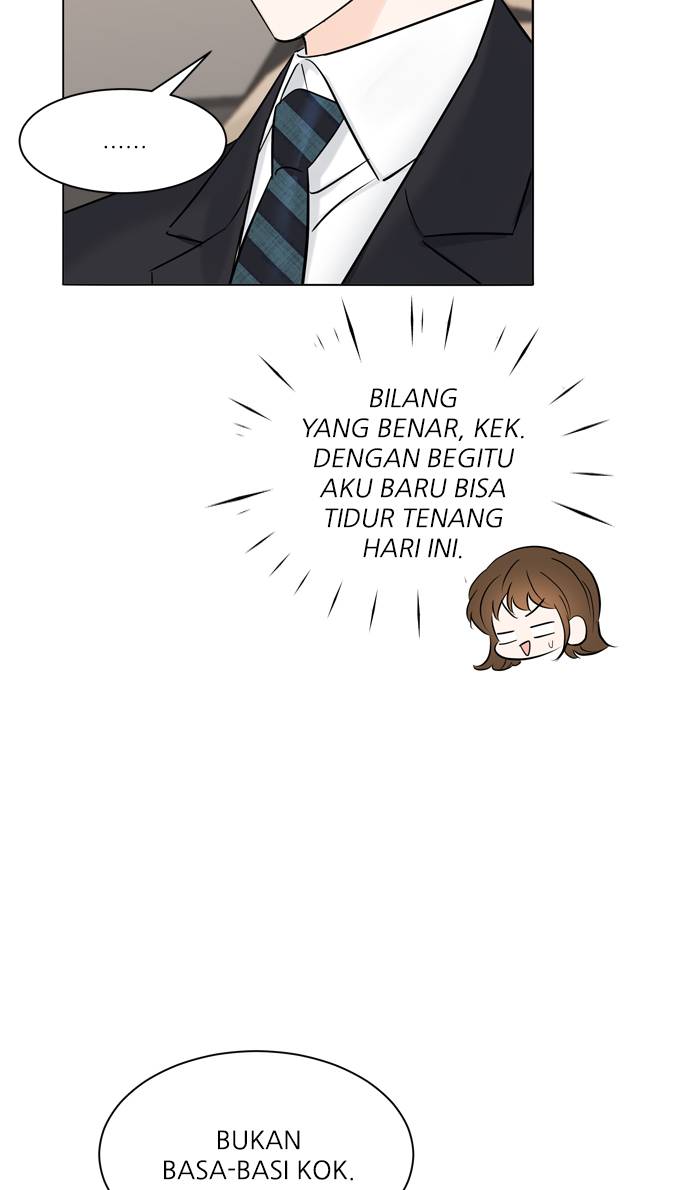 ......
BILANG
YANG BENAR, KEK.
DENGAN BEGITU
AKU BARU BISA
TIDUR TENANG
HARI INI.
BUKAN
BASA-BASI KOK.